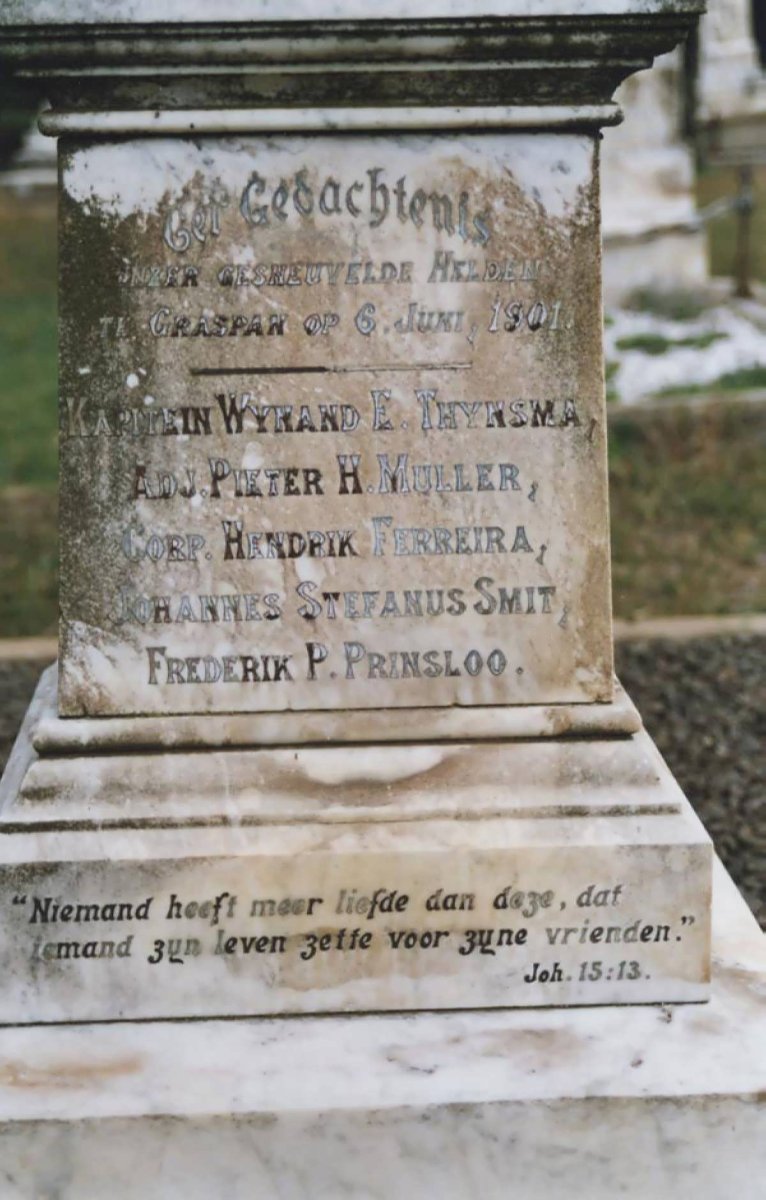 Ter Gedachtenis
onzer gesneuvelde Helden
te Graspan op 6. Juni, 1901.
Kapitein Wynand E. Thynsma,
Adj. Pieter H. Muller,
Corp. Hendrik Ferreira,
Johannes Stefanus Smit,
Frederik P. Prinsloo.
"Niemand heeft meer liefde dan deze, dat
iemand zyn leven zette voor zyne vrienden."
Joh. 15:13.